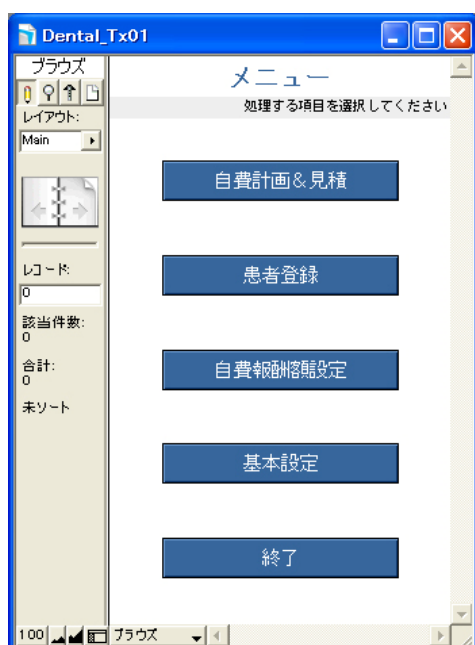 Dental_Tx01
ブラウズ
レイアウト:
Main
レコード:
0
該当件数:
0
合計:
0
未ソート
メニュー
処理する項目を選択してください
自費計画&見積
患者登録
自費報酬額設定
基本設定
終了
100
ブラウズ